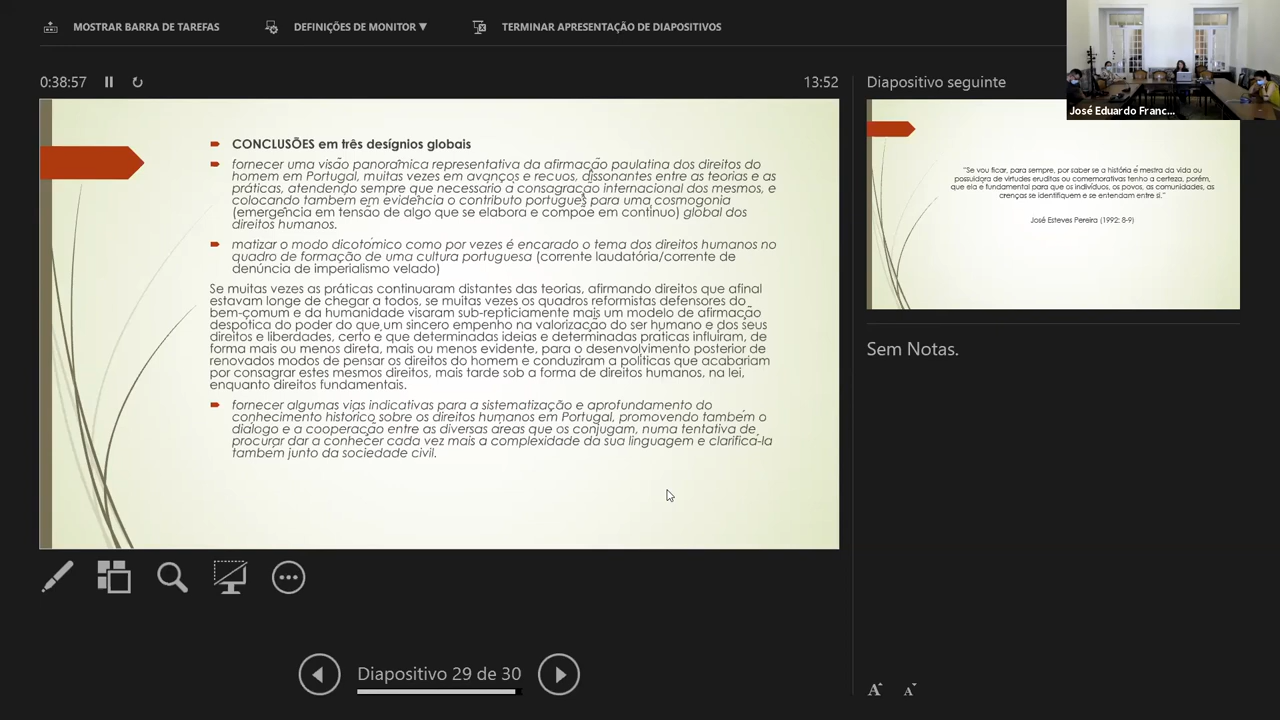 MOSTRAR BARRA DE TAREFAS
DEFINIÇÕES DE MONITOR ▼
TERMINAR APRESENTAÇÃO DE DIAPOSITIVOS
0:38:57
13:52
Diapositivo seguinte
José Eduardo Franc...
CONCLUSÕES em três desígnios globais
fornecer uma visão panorâmica representativa da afirmação paulatina dos direitos do
homem em Portugal, muitas vezes em avanços e recuos, dissonantes entre as teorias e as
práticas, atendendo sempre que necessário à consagração internacional dos mesmos, e
colocando também em evidência o contributo português para uma cosmogonia
(emergência em tensão de algo que se elabora e compõe em contínuo) global dos
direitos humanos.
matizar o modo dicotómico como por vezes é encarado o tema dos direitos humanos no
quadro de formação de uma cultura portuguesa (corrente laudatória/corrente de
denúncia de imperialismo velado)
Se muitas vezes as práticas continuaram distantes das teorias, afirmando direitos que afinal
estavam longe de chegar a todos, se muitas vezes os quadros reformistas defensores do
bem-comum e da humanidade visaram sub-repticiamente mais um modelo de afirmação
despótica do poder do que um sincero empenho na valorização do ser humano e dos seus
direitos e liberdades, certo é que determinadas ideias e determinadas práticas influíram, de
forma mais ou menos direta, mais ou menos evidente, para o desenvolvimento posterior de
renovados modos de pensar os direitos do homem e conduziram a políticas que acabariam
por consagrar estes mesmos direitos, mais tarde sob a forma de direitos humanos, na lei,
enquanto direitos fundamentais.
fornecer algumas vias indicativas para a sistematização e aprofundamento do
conhecimento histórico sobre os direitos humanos em Portugal, promovendo também o
diálogo e a cooperação entre as diversas áreas que os conjugam, numa tentativa de
procurar dar a conhecer cada vez mais a complexidade da sua linguagem e clarificá-la
também junto da sociedade civil.
"Se vou ficar, para sempre, por saber se a história é mestra da vida ou
possuidora de virtudes eruditas ou comemorativas tenho a certeza, porém,
que ela é fundamental para que os indivíduos, os povos, as comunidades, as
crenças se identifiquem e se entendam entre si."
José Esteves Pereira (1992: 8-9)
Sem Notas.
Diapositivo 29 de 30
A A